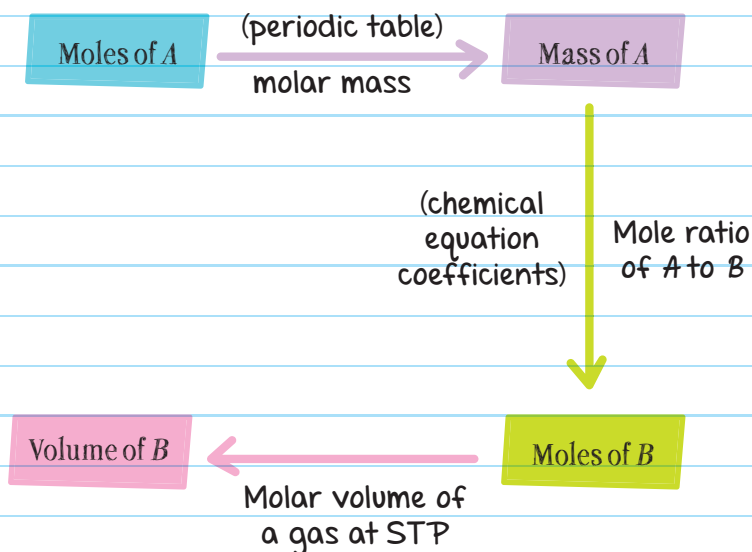 Moles of A
(periodic table)
molar mass
Mass of A
(chemical
equation
coefficients)
Mole ratio
of A to B
Volume of B
Molar volume of
a gas at STP
Moles of B